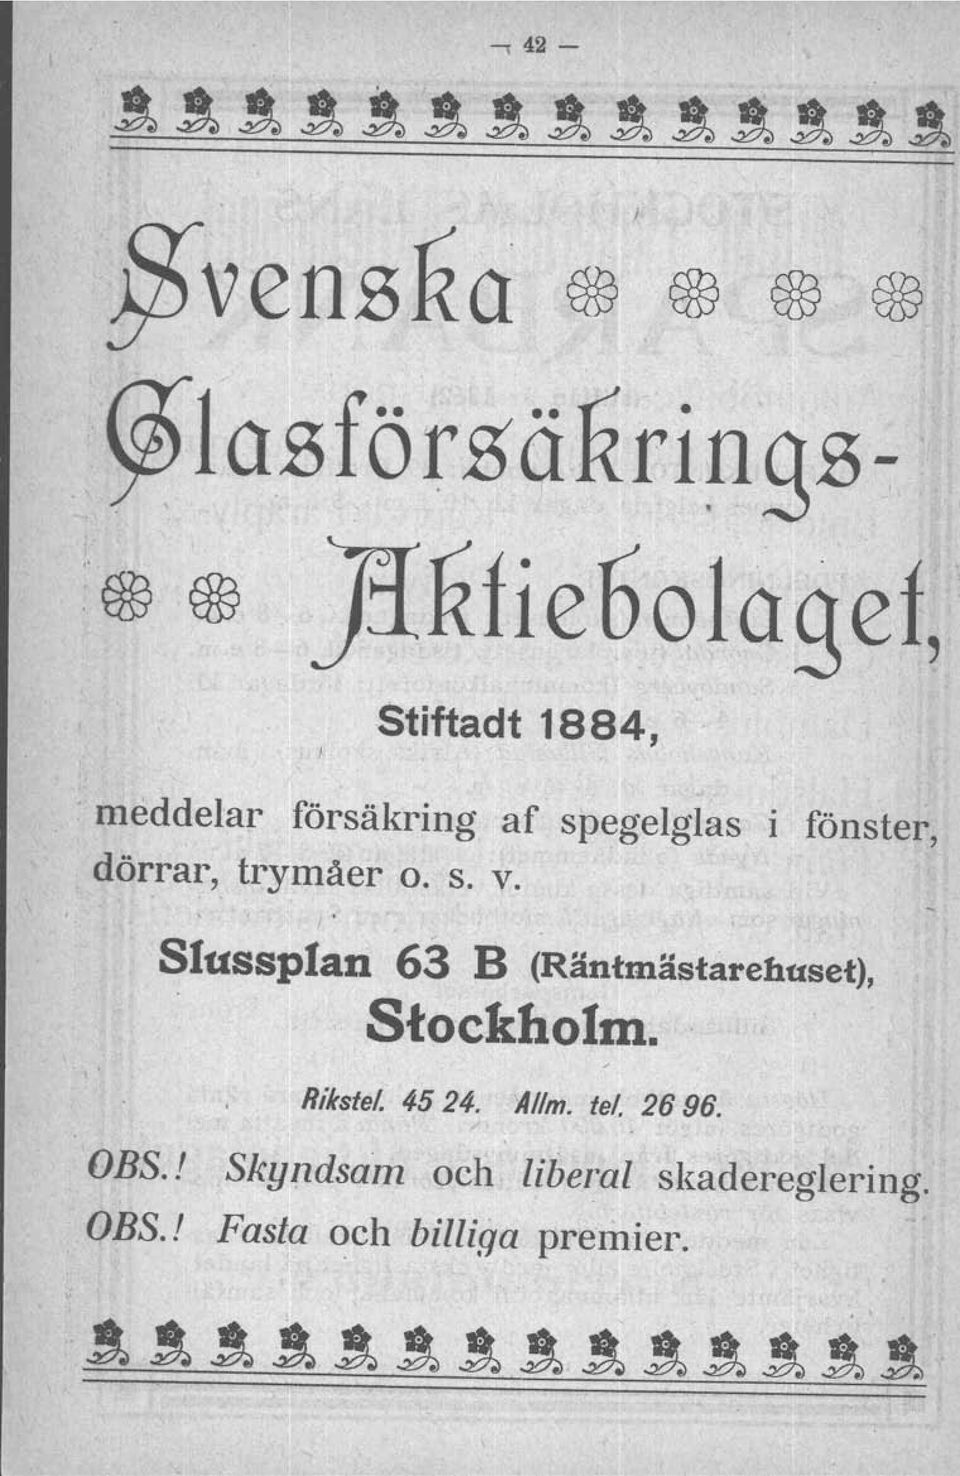 - 42 -
Svenska
Glasförsäkrings-
Aktiebolaget,
Stiftadt 1884,
meddelar försäkring af spegelglas i fönster,
dörrar, trymåer o. s. v.
Slussplan 63 B (Räntmästarehuset),
Stockholm.
Rikstel. 45 24. Allm. tel. 26 96.
OBS.! Skyndsam och liberal skadereglering.
OBS.! Fasta och billiga premier.